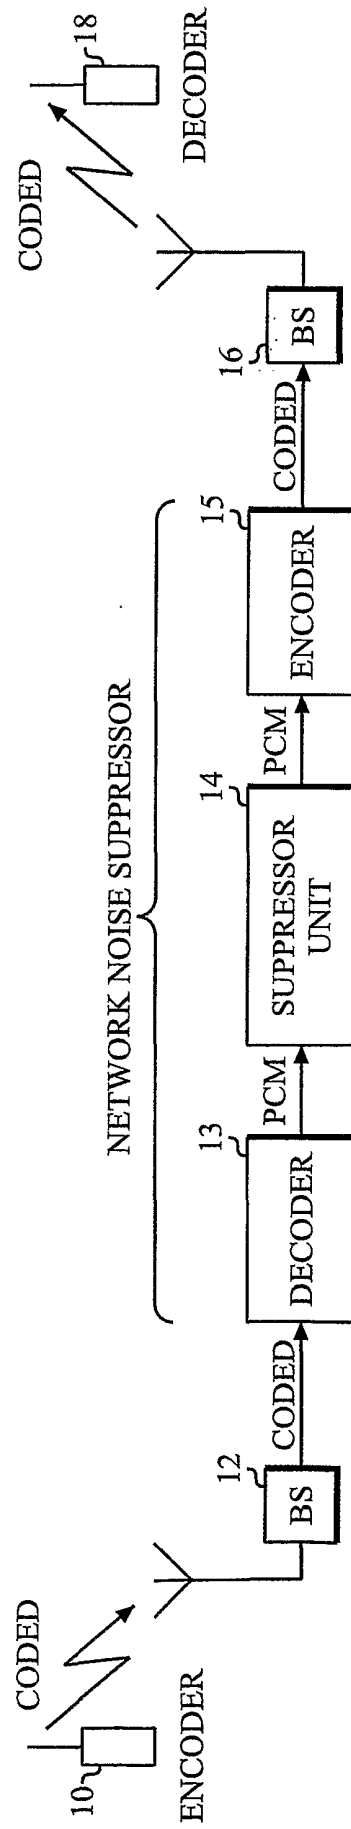 10
ENCODER
CODED
12
BS
CODED
NETWORK NOISE SUPPRESSOR
13
DECODER
PCM
14
SUPPRESSOR
UNIT
PCM
15
ENCODER
CODED
16
BS
CODED
18
DECODER